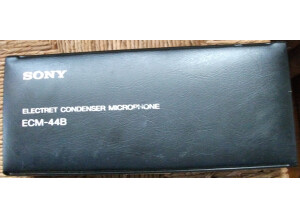 SONY
ELECTRET CONDENSER MICROPHONE
ECM-44B